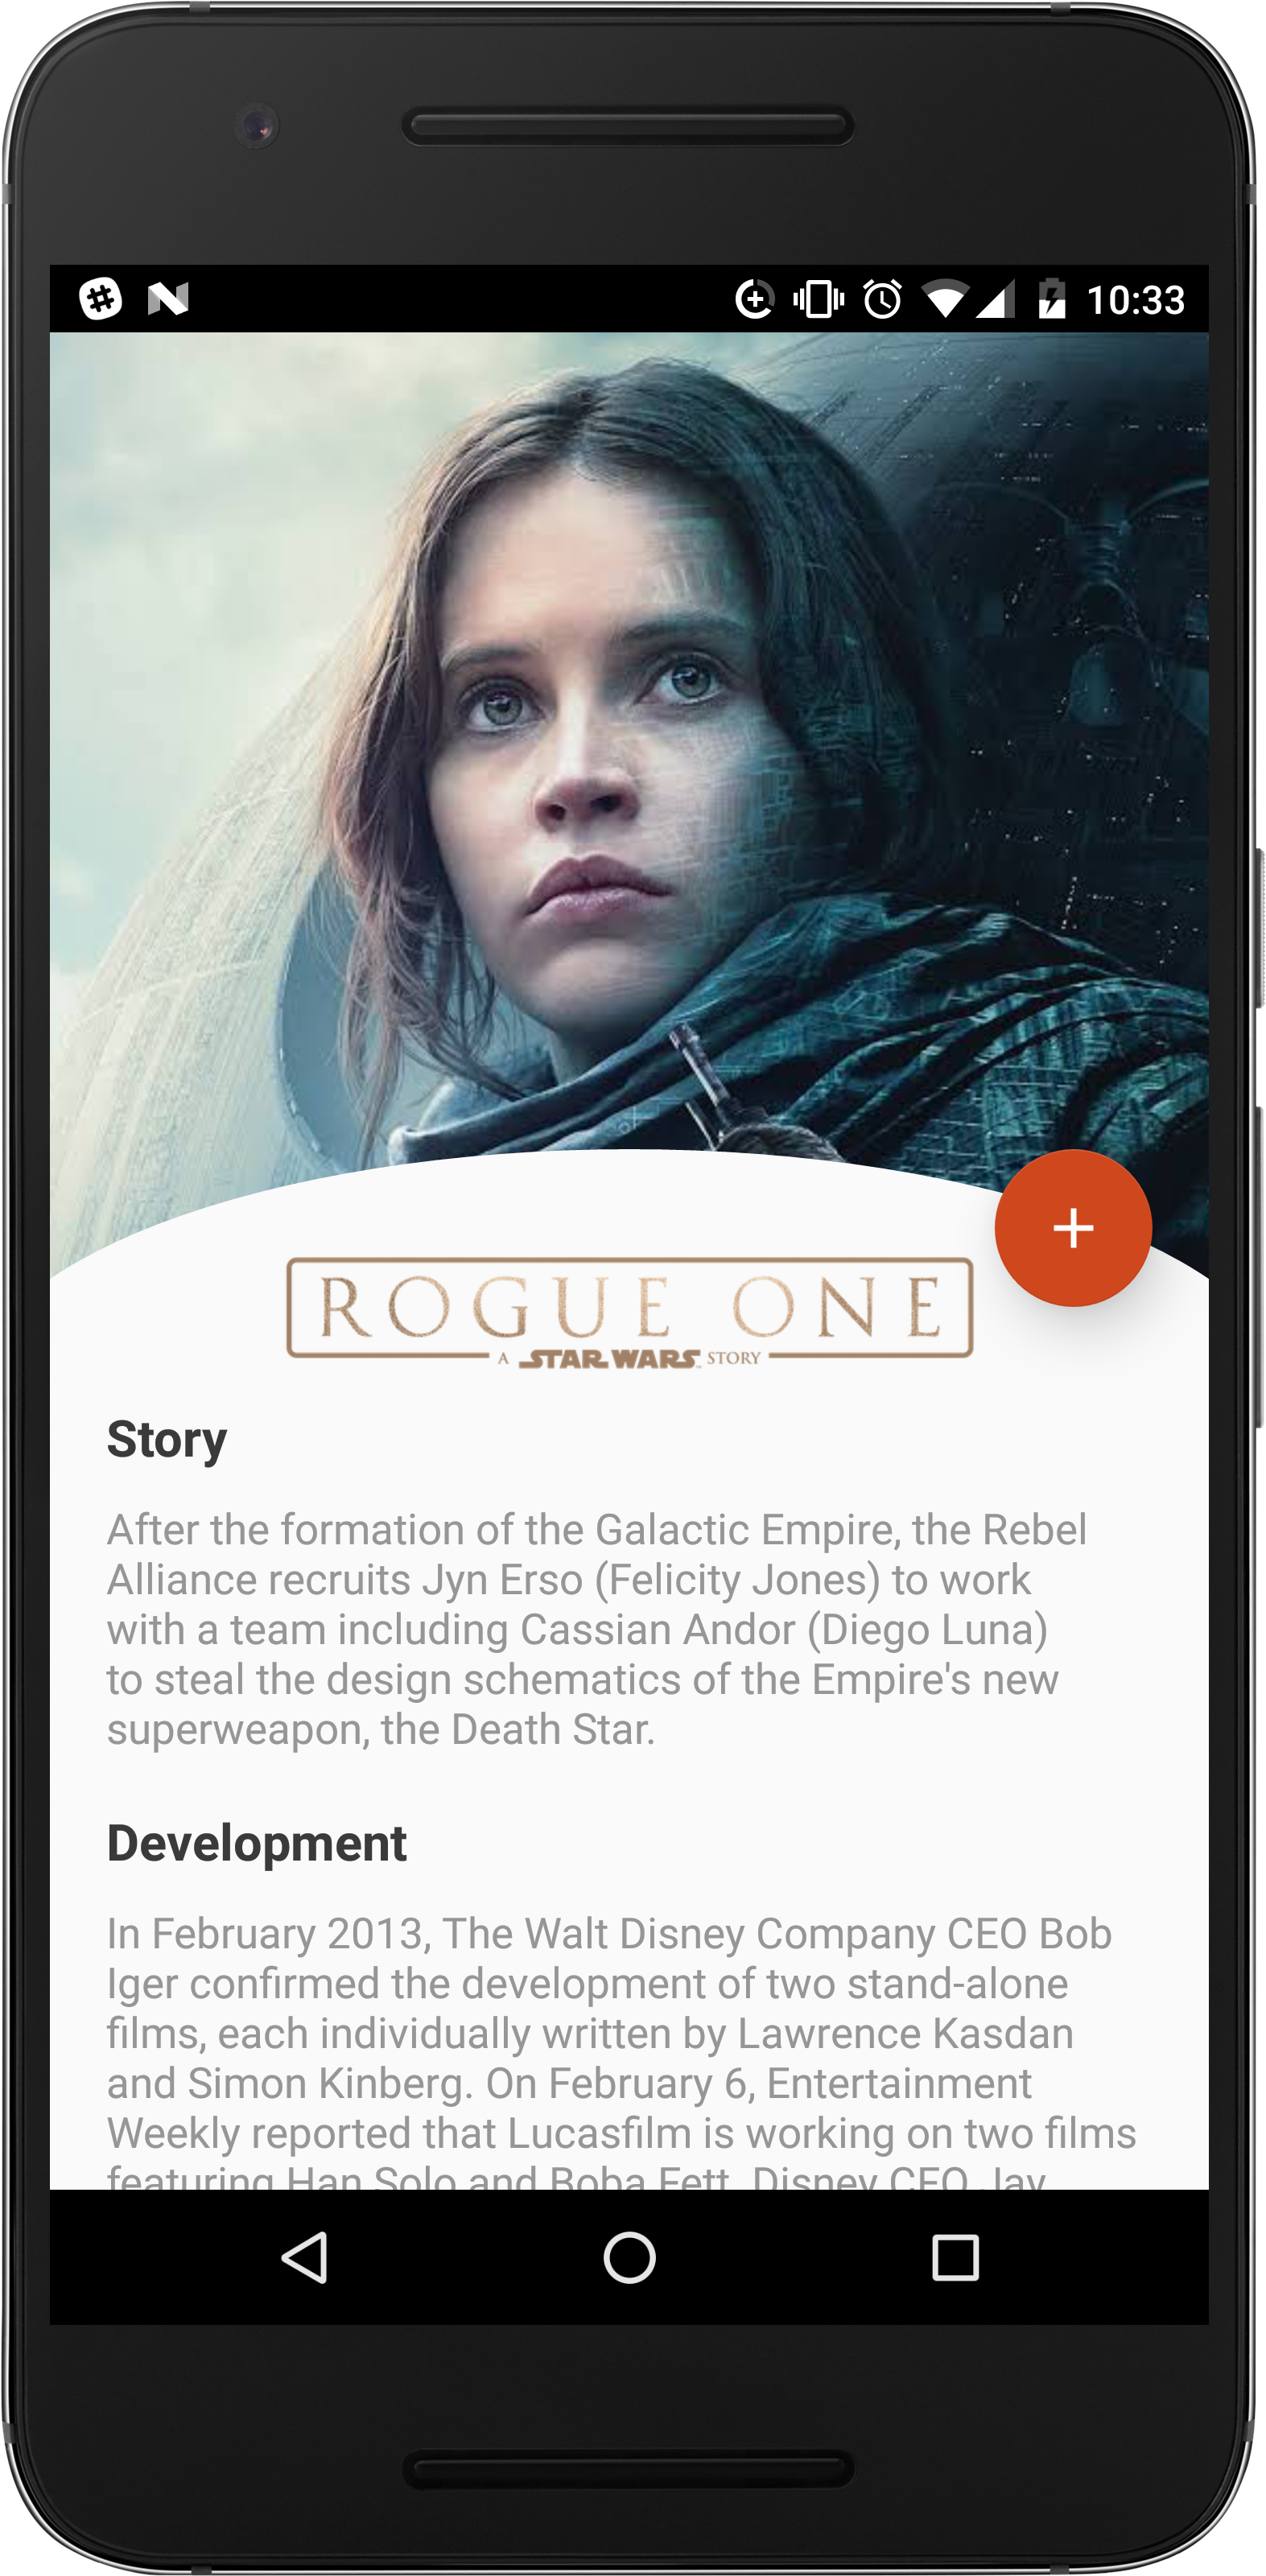 10:33
ROGUE ONE
A STAR WARS STORY
Story
After the formation of the Galactic Empire, the Rebel
Alliance recruits Jyn Erso (Felicity Jones) to work
with a team including Cassian Andor (Diego Luna)
to steal the design schematics of the Empire's new
superweapon, the Death Star.
Development
In February 2013, The Walt Disney Company CEO Bob
Iger confirmed the development of two stand-alone
films, each individually written by Lawrence Kasdan
and Simon Kinberg. On February 6, Entertainment
Weekly reported that Lucasfilm is working on two films
featuring Han Solo and Boba Fett. Disney CFO Jay